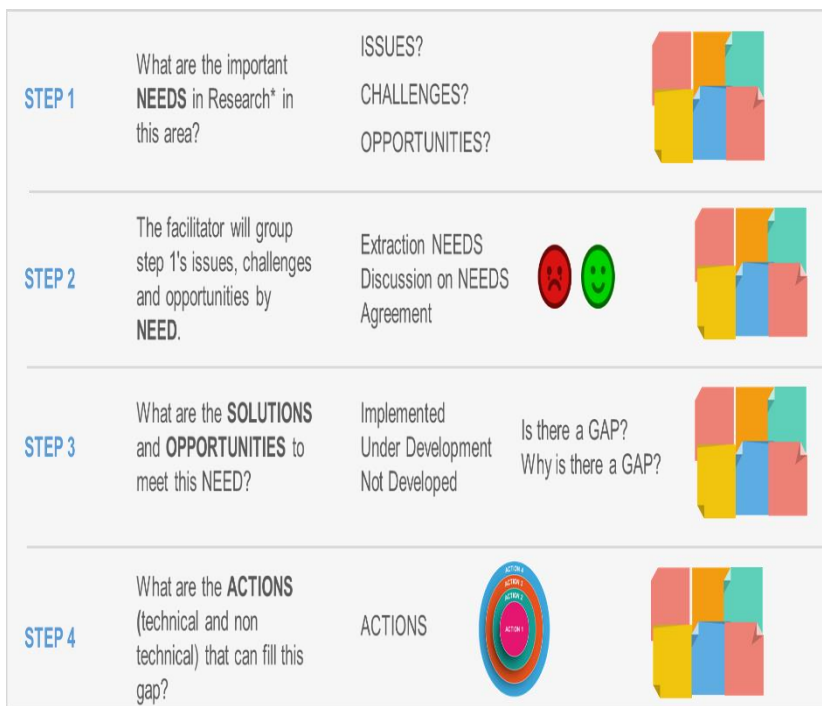 STEP 1
What are the important
NEEDS in Research* in
this area?
ISSUES?
CHALLENGES?
OPPORTUNITIES?
STEP 2
The facilitator will group
step 1's issues, challenges
and opportunities by
NEED.
Extraction NEEDS
Discussion on NEEDS
Agreement
STEP 3
What are the SOLUTIONS
and OPPORTUNITIES to
meet this NEED?
Implemented
Under Development
Not Developed
Is there a GAP?
Why is there a GAP?
STEP 4
What are the ACTIONS
(technical and non
technical) that can fill this
gap?
ACTIONS
ACTION 4
ACTION 3
ACTION 2
ACTION 1